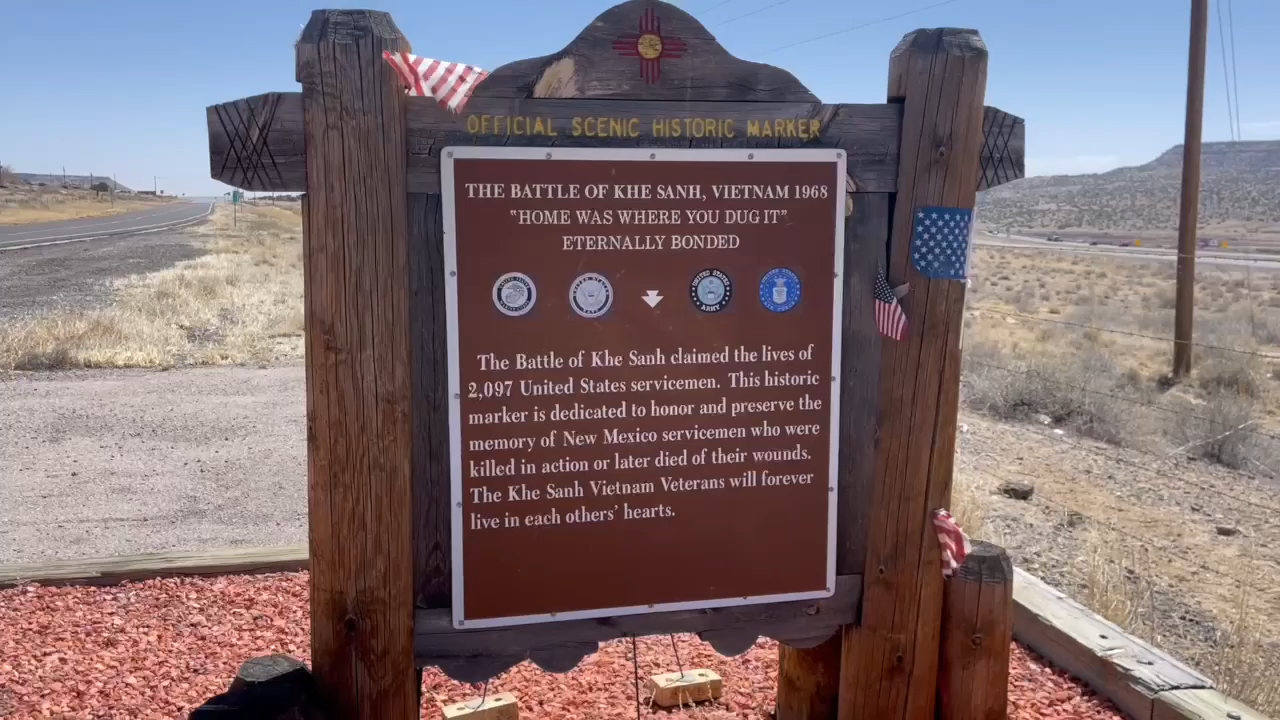 OFFICIAL SCENIC HISTORIC MARKER
THE BATTLE OF KHE SANH, VIETNAM 1968
"HOME WAS WHERE YOU DUG IT"
ETERNALLY BONDED
UNITED STATES ARMY
The Battle of Khe Sanh claimed the lives of
2,097 United States servicemen. This historic
marker is dedicated to honor and preserve the
memory of New Mexico servicemen who were
killed in action or later died of their wounds.
The Khe Sanh Vietnam Veterans will forever
live in each others' hearts.